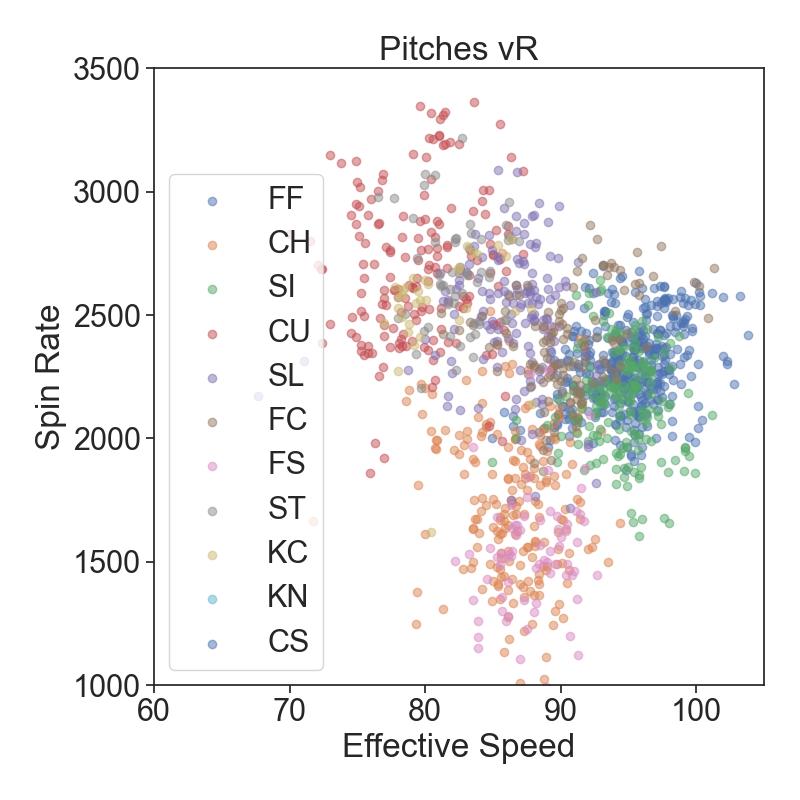 Pitches vR
3500
3000
2500
2000
1500
1000
Spin Rate
FF
CH
SI
CU
SL
FC
FS
ST
KC
KN
CS
60 70 80 90 100
Effective Speed